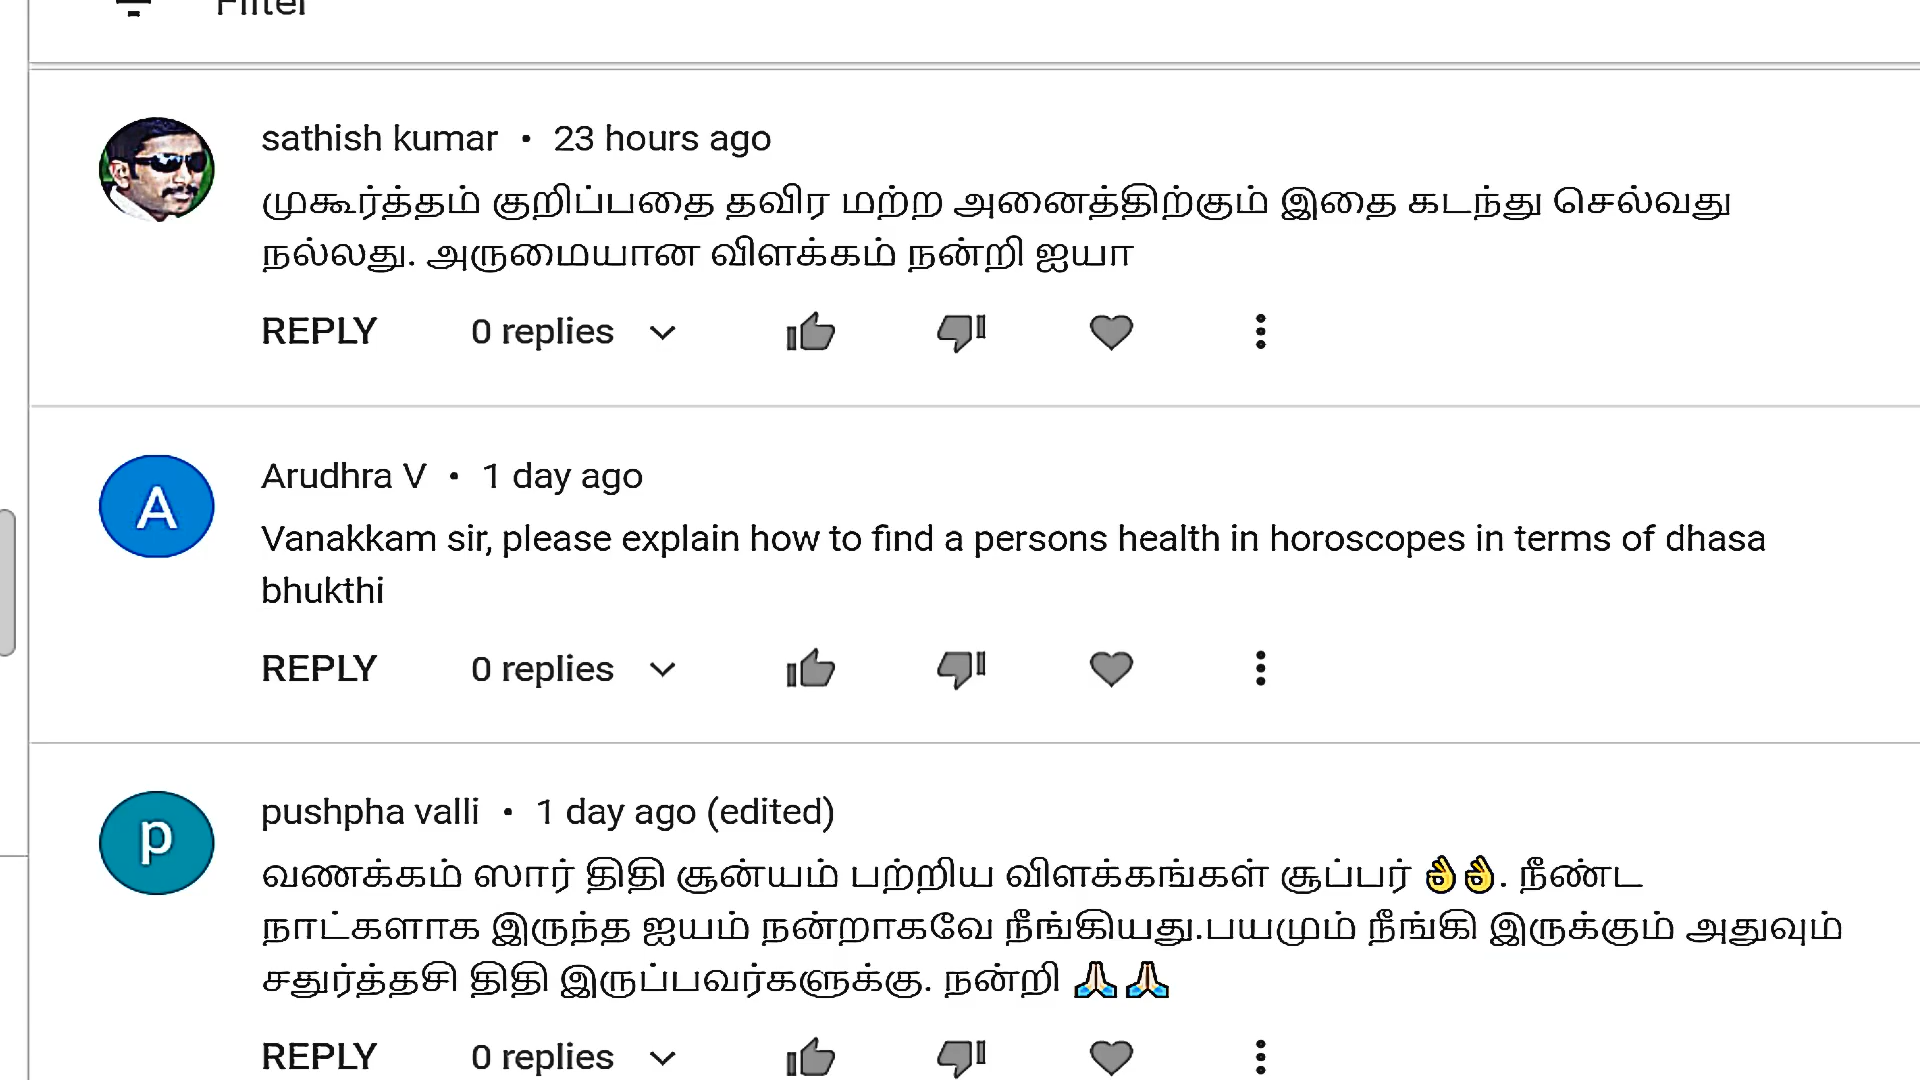 Filter
sathish kumar • 23 hours ago
முகூர்த்தம் குறிப்பதை தவிர மற்ற அனைத்திற்கும் இதை கடந்து செல்வது
நல்லது. அருமையான விளக்கம் நன்றி ஐயா
REPLY 0 replies
A
Arudhra V • 1 day ago
Vanakkam sir, please explain how to find a persons health in horoscopes in terms of dhasa
bhukthi
REPLY 0 replies
p
pushpha valli • 1 day ago (edited)
வணக்கம் ஸார் திதி சூன்யம் பற்றிய விளக்கங்கள் சூப்பர் 👌👌. நீண்ட
நாட்களாக இருந்த ஐயம் நன்றாகவே நீங்கியது.பயமும் நீங்கி இருக்கும் அதுவும்
சதுர்த்தசி திதி இருப்பவர்களுக்கு. நன்றி 🙏🏻🙏🏻
REPLY 0 replies